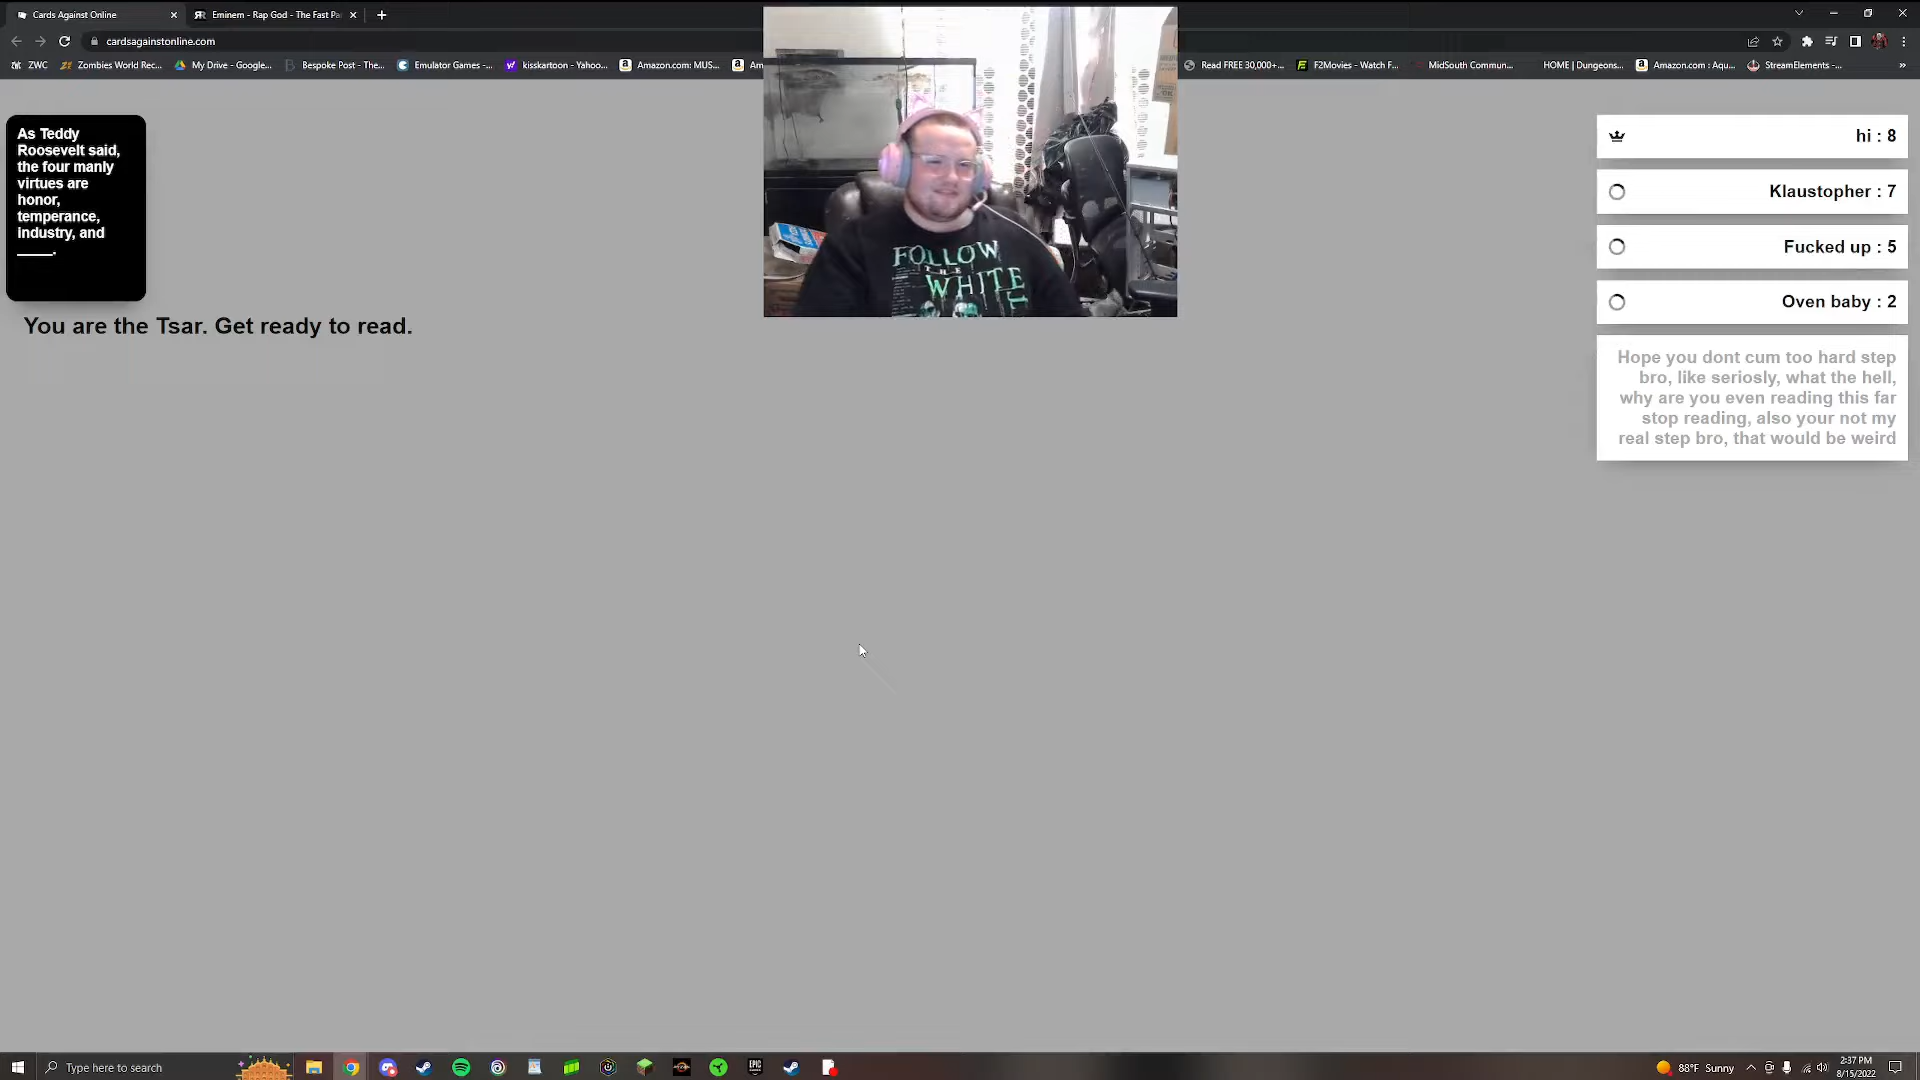 Cards Against Online
Eminem - Rap God - The Fast Pa
cardsagainstonline.com
ZWC
Zombies World Rec...
My Drive - Google...
Bespoke Post - The...
Emulator Games -...
kisskartoon - Yahoo...
Amazon.com: MUS...
Am
Read FREE 30,000+...
F2Movies - Watch F...
MidSouth Commun...
HOME | Dungeons...
Amazon.com : Aqu...
StreamElements -...
»
As Teddy
Roosevelt said,
the four manly
virtues are
honor,
temperance,
industry, and
____.
You are the Tsar. Get ready to read.
FOLLOW
THE
WHITE
hi : 8
Klaustopher : 7
Fucked up : 5
Oven baby : 2
Hope you dont cum too hard step
bro, like seriosly, what the hell,
why are you even reading this far
stop reading, also your not my
real step bro, that would be weird
Type here to search
EPIC
88°F Sunny
2:37 PM
8/15/2022